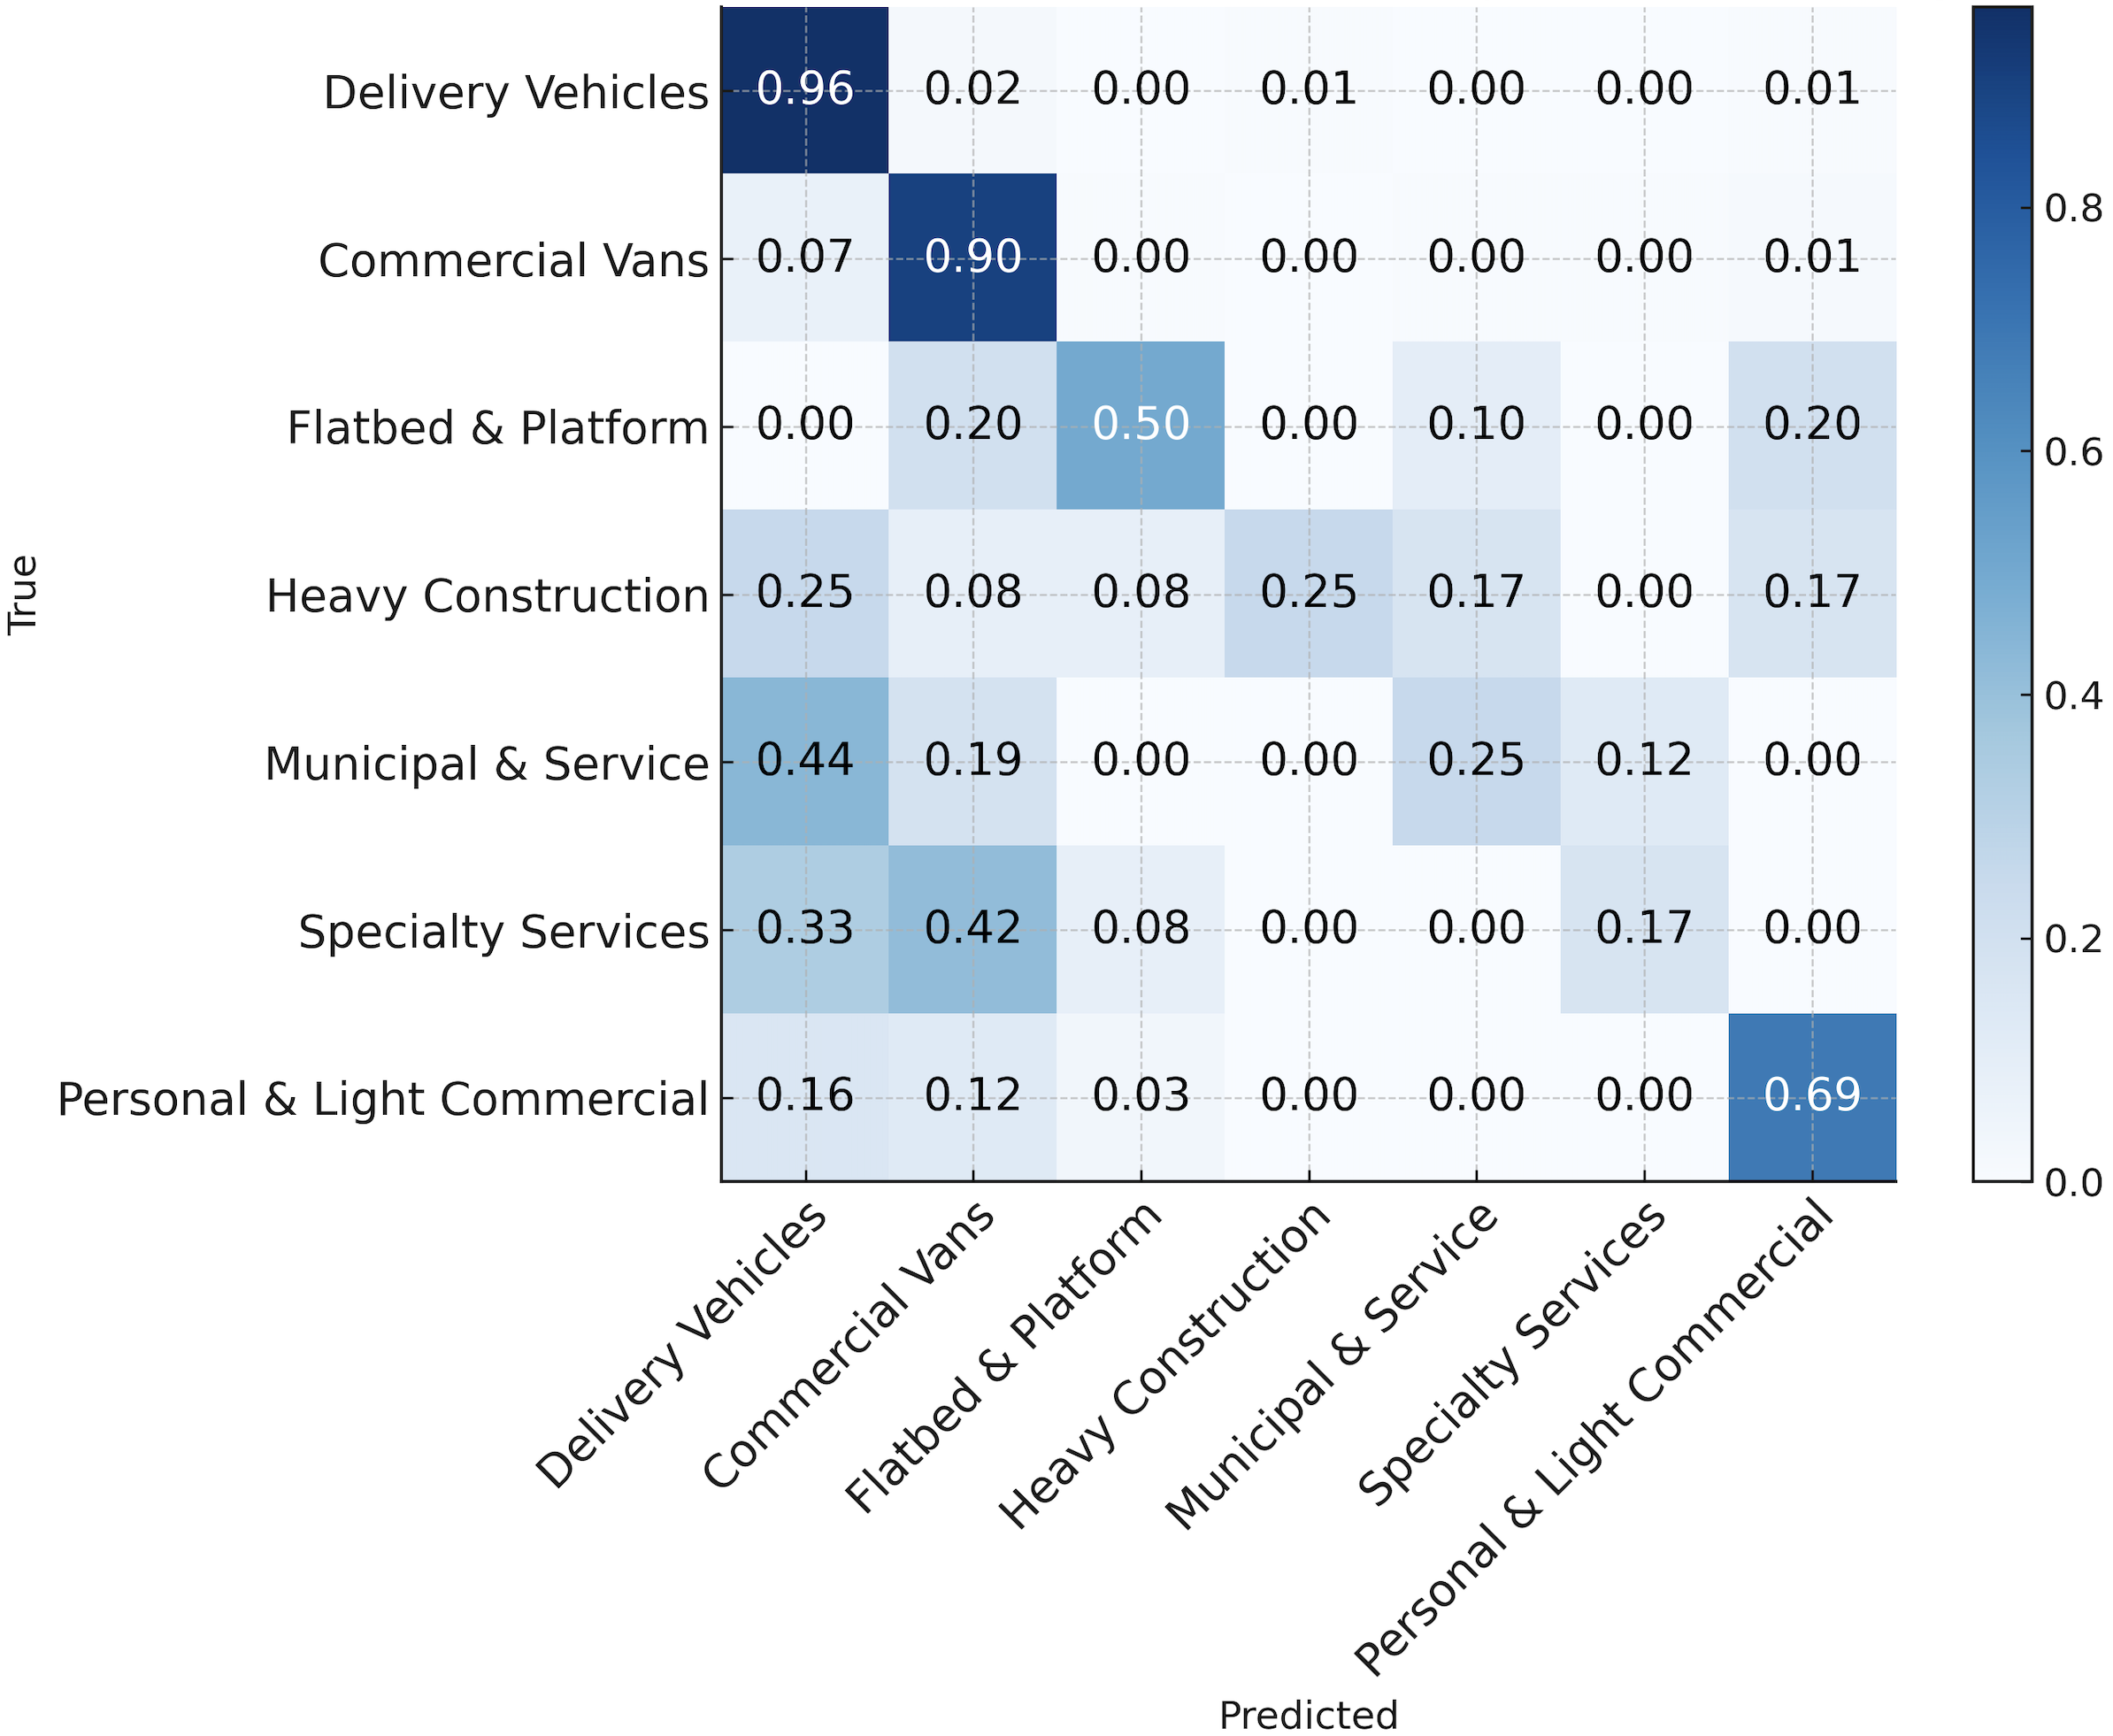 Delivery Vehicles 0.96 0.02 0.00 0.01 0.00 0.00 0.01
Commercial Vans 0.07 0.90 0.00 0.00 0.00 0.00 0.01
Flatbed & Platform 0.00 0.20 0.50 0.00 0.10 0.00 0.20
Heavy Construction 0.25 0.08 0.08 0.25 0.17 0.00 0.17
Municipal & Service 0.44 0.19 0.00 0.00 0.25 0.12 0.00
Specialty Services 0.33 0.42 0.08 0.00 0.00 0.17 0.00
Personal & Light Commercial 0.16 0.12 0.03 0.00 0.00 0.00 0.69
True
Delivery Vehicles
Commercial Vans
Flatbed & Platform
Heavy Construction
Municipal & Service
Specialty Services
Personal & Light Commercial
Predicted
0.8
0.6
0.4
0.2
0.0